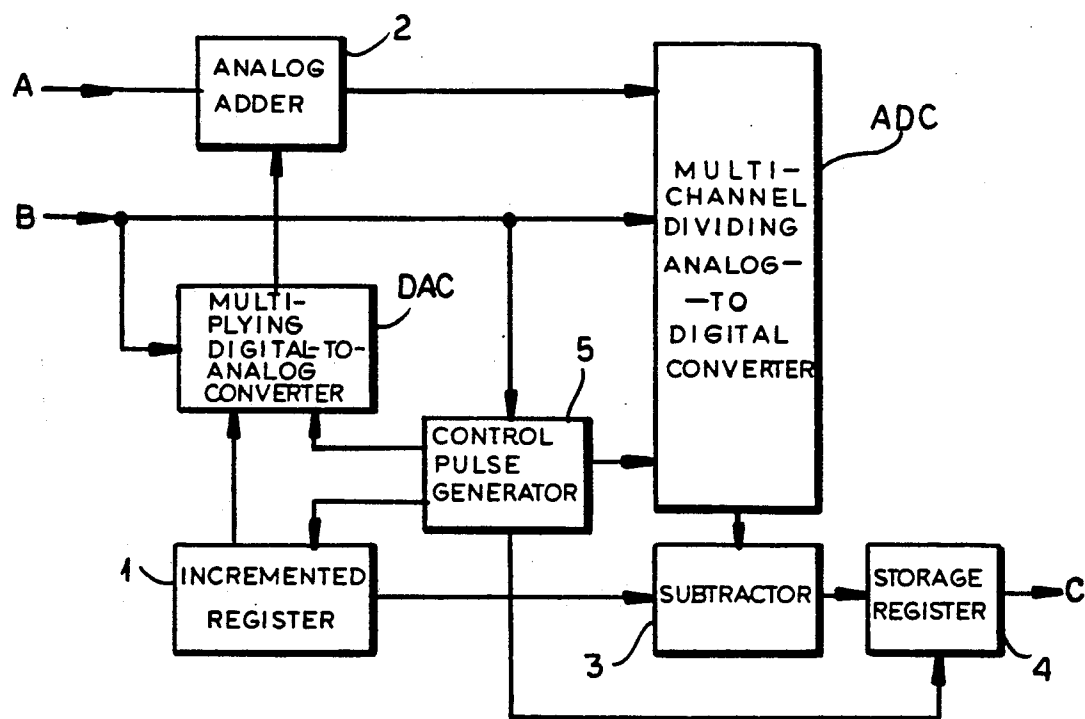 2
A
ANALOG
ADDER
ADC
B
MULTI-
CHANNEL
DIVIDING
ANALOG-
-TO
DIGITAL
CONVERTER
DAC
MULTI-
PLYING
DIGITAL-TO-
ANALOG
CONVERTER
5
CONTROL
PULSE
GENERATOR
1
INCREMENTED
REGISTER
SUBTRACTOR
STORAGE
REGISTER
C
3
4